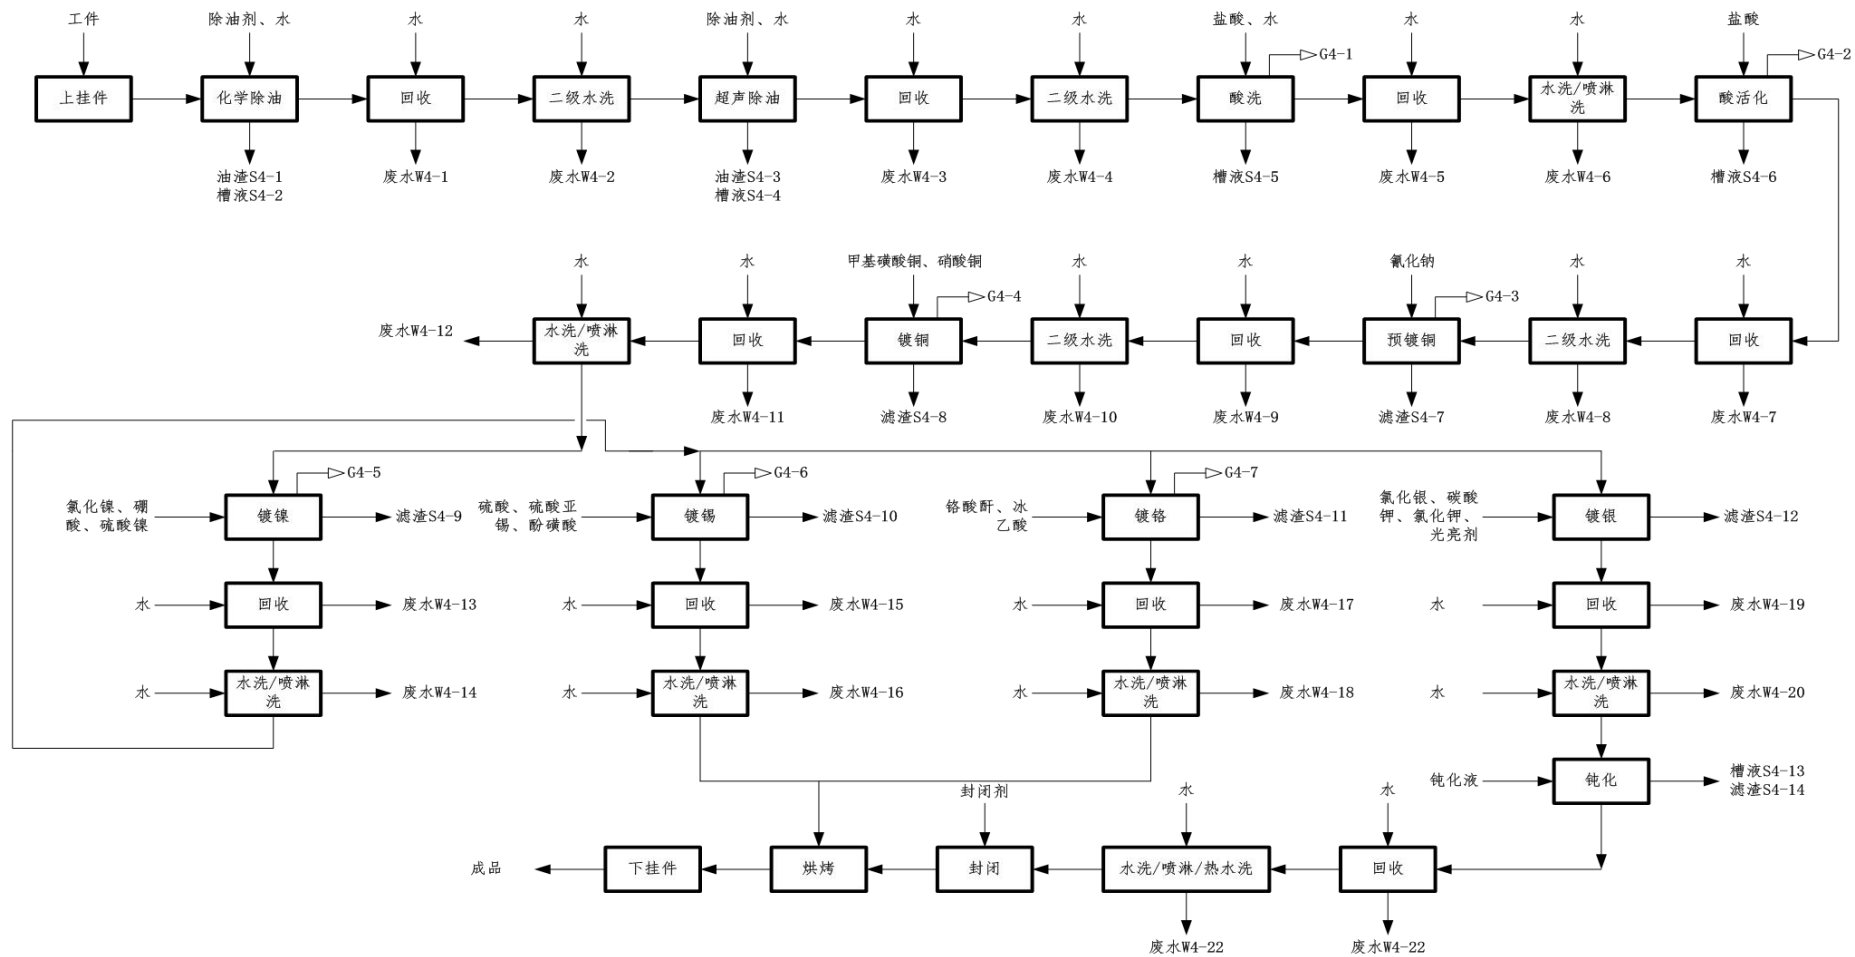 工件
除油剂、水
水
水
除油剂、水
水
水
盐酸、水
水
水
盐酸
G4-1
G4-2
上挂件
化学除油
回收
二级水洗
超声除油
回收
二级水洗
酸洗
回收
水洗/喷淋
洗
酸活化
油渣S4-1
槽液S4-2
废水W4-1
废水W4-2
油渣S4-3
槽液S4-4
废水W4-3
废水W4-4
槽液S4-5
废水W4-5
废水W4-6
槽液S4-6
水
水
甲基磺酸铜、硝酸铜
水
水
氰化钠
水
水
G4-4
G4-3
废水W4-12
水洗/喷淋
洗
回收
镀铜
二级水洗
回收
预镀铜
二级水洗
回收
废水W4-11
滤渣S4-8
废水W4-10
废水W4-9
滤渣S4-7
废水W4-8
废水W4-7
G4-5
G4-6
G4-7
氯化镍、硼
酸、硫酸镍
镀镍
滤渣S4-9
硫酸、硫酸亚
锡、酚磺酸
镀锡
滤渣S4-10
铬酸酐、冰
乙酸
镀铬
滤渣S4-11
氯化银、碳酸
钾、氯化钾、
光亮剂
镀银
滤渣S4-12
水
回收
废水W4-13
水
回收
废水W4-15
水
回收
废水W4-17
水
回收
废水W4-19
水
水洗/喷淋
洗
废水W4-14
水
水洗/喷淋
洗
废水W4-16
水
水洗/喷淋
洗
废水W4-18
水
水洗/喷淋
洗
废水W4-20
钝化液
钝化
槽液S4-13
滤渣S4-14
封闭剂
水
水
成品
下挂件
烘烤
封闭
水洗/喷淋/热水洗
回收
废水W4-22
废水W4-22